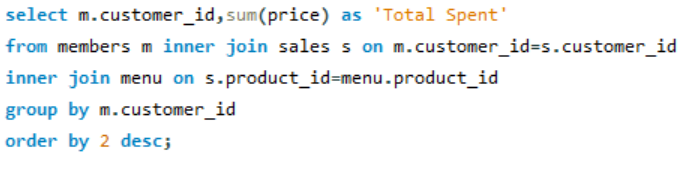 select m.customer_id,sum(price) as 'Total Spent'
from members m inner join sales s on m.customer_id=s.customer_id
inner join menu on s.product_id=menu.product_id
group by m.customer_id
order by 2 desc;